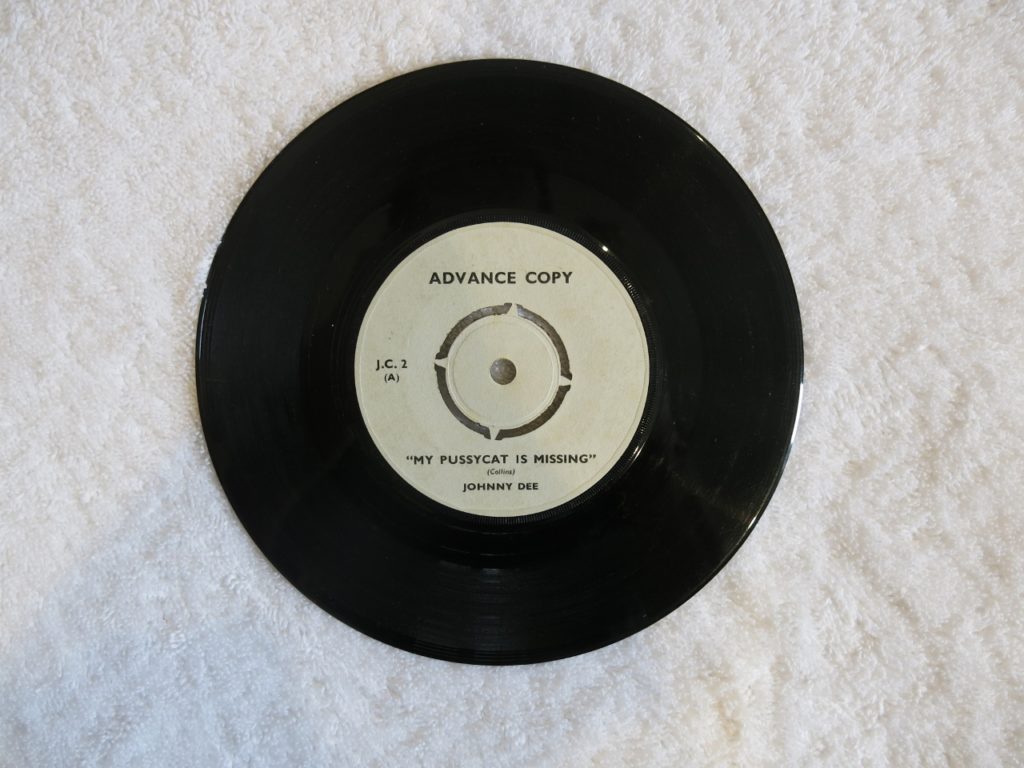 ADVANCE COPY
J.C. 2
(A)
"MY PUSSYCAT IS MISSING"
(Collins)
JOHNNY DEE